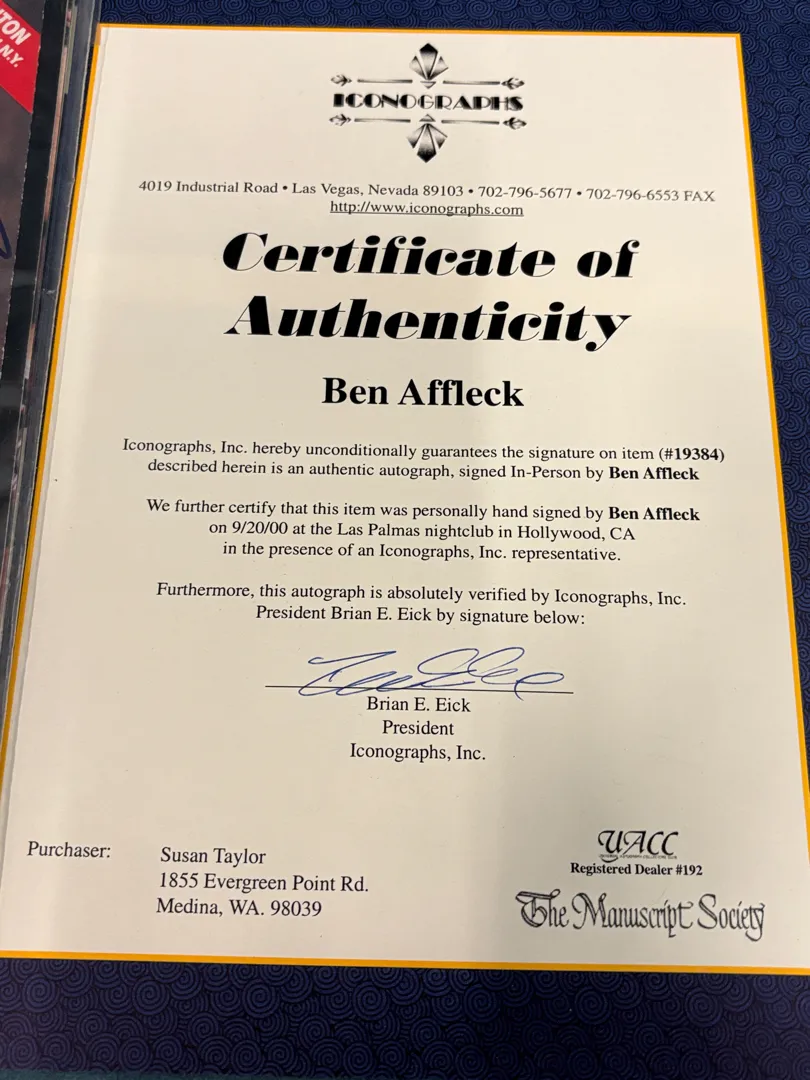 TON
N.Y.
ICONOGRAPHS
4019 Industrial Road • Las Vegas, Nevada 89103 • 702-796-5677 • 702-796-6553 FAX
http://www.iconographs.com
Certificate of
Authenticity
Ben Affleck
Iconographs, Inc. hereby unconditionally guarantees the signature on item (#19384)
described herein is an authentic autograph, signed In-Person by Ben Affleck
We further certify that this item was personally hand signed by Ben Affleck
on 9/20/00 at the Las Palmas nightclub in Hollywood, CA
in the presence of an Iconographs, Inc. representative.
Furthermore, this autograph is absolutely verified by Iconographs, Inc.
President Brian E. Eick by signature below:
Brian E. Eick
President
Iconographs, Inc.
Purchaser:
Susan Taylor
1855 Evergreen Point Rd.
Medina, WA. 98039
UACC
Registered Dealer #192
The Manuscript Society